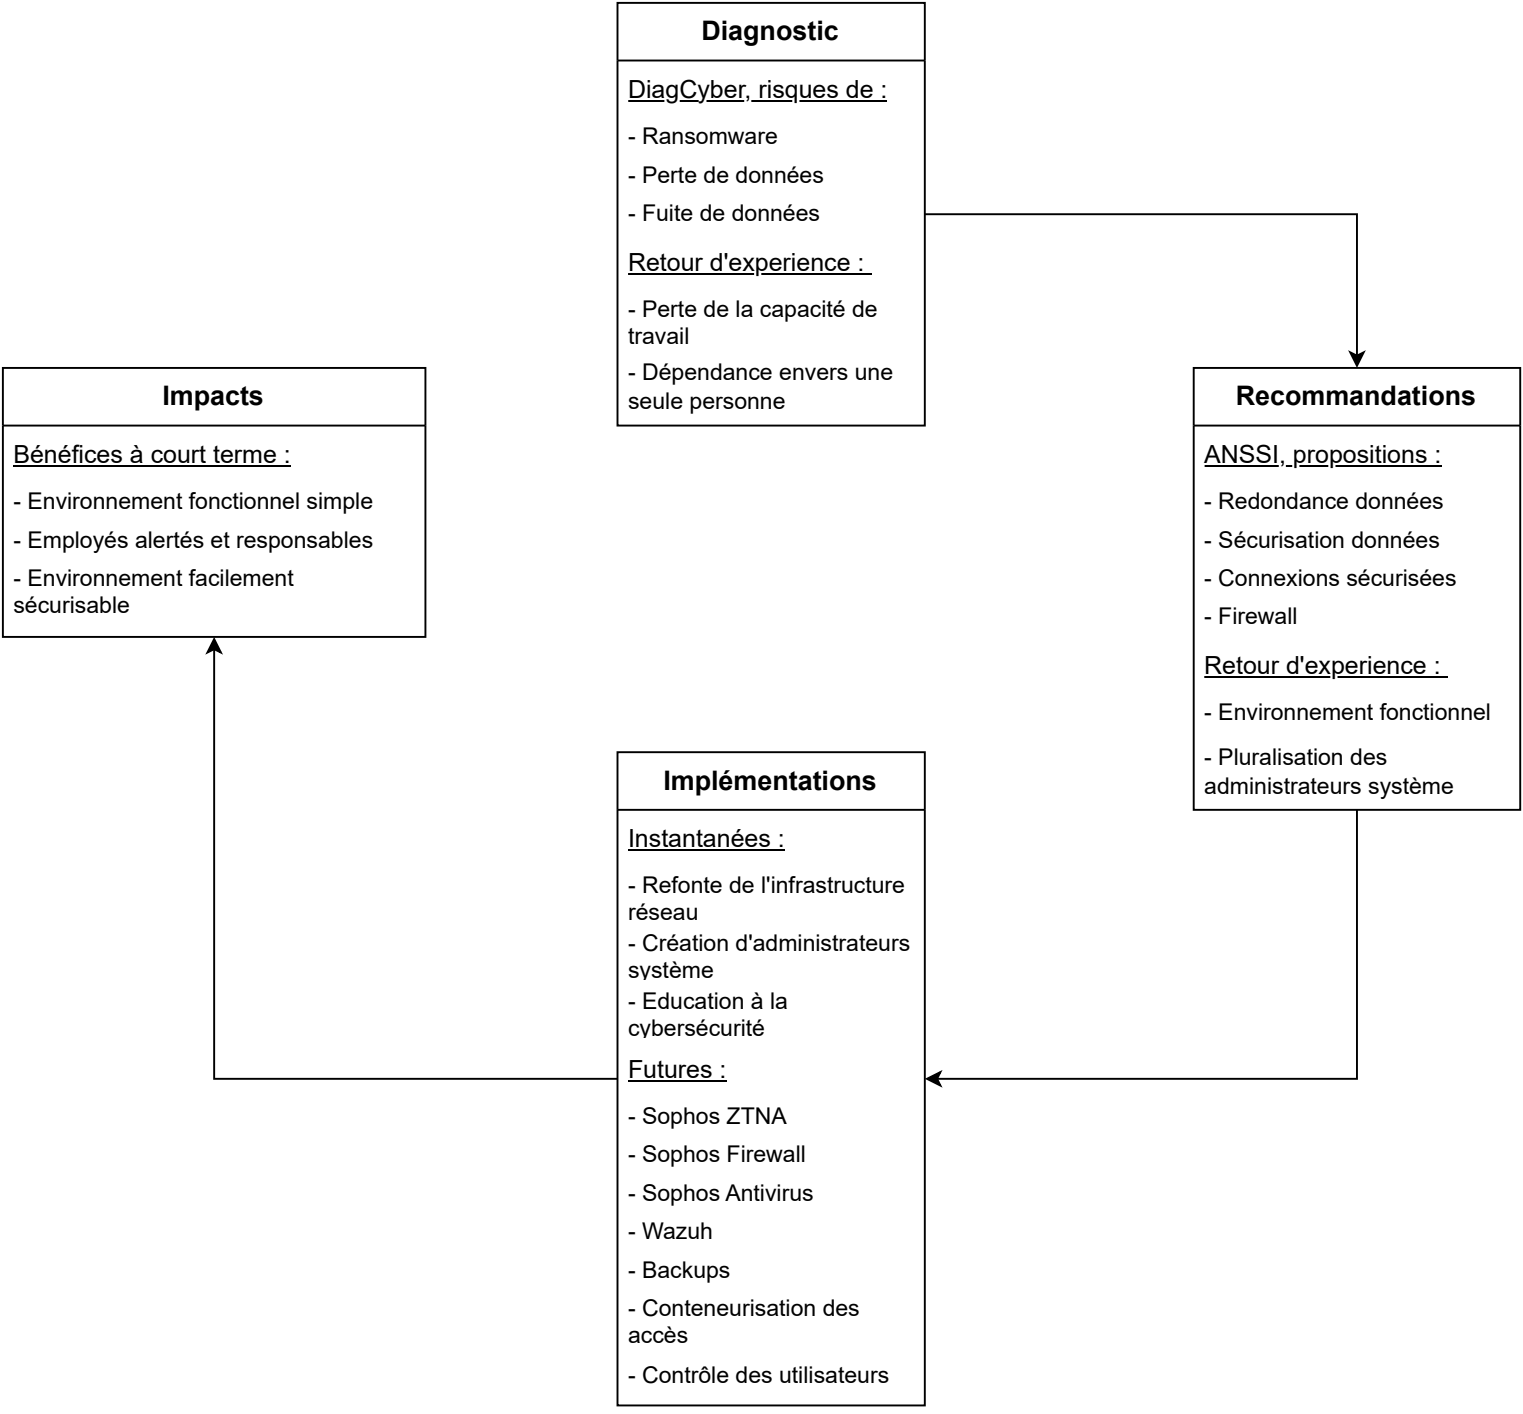 Diagnostic
DiagCyber, risques de :
- Ransomware
- Perte de données
- Fuite de données
Retour d'experience :
- Perte de la capacité de
travail
- Dépendance envers une
seule personne
Recommandations
ANSSI, propositions :
- Redondance données
- Sécurisation données
- Connexions sécurisées
- Firewall
Retour d'experience :
- Environnement fonctionnel
- Pluralisation des
administrateurs système
Implémentations
Instantanées :
- Refonte de l'infrastructure
réseau
- Création d'administrateurs
système
- Education à la
cybersécurité
Futures :
- Sophos ZTNA
- Sophos Firewall
- Sophos Antivirus
- Wazuh
- Backups
- Conteneurisation des
accès
- Contrôle des utilisateurs
Impacts
Bénéfices à court terme :
- Environnement fonctionnel simple
- Employés alertés et responsables
- Environnement facilement
sécurisable